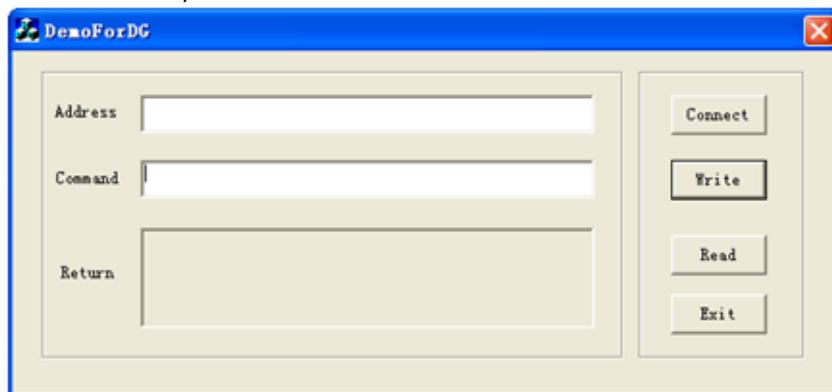 DemoForDG
Address
Connect
Command
Write
Return
Read
Exit